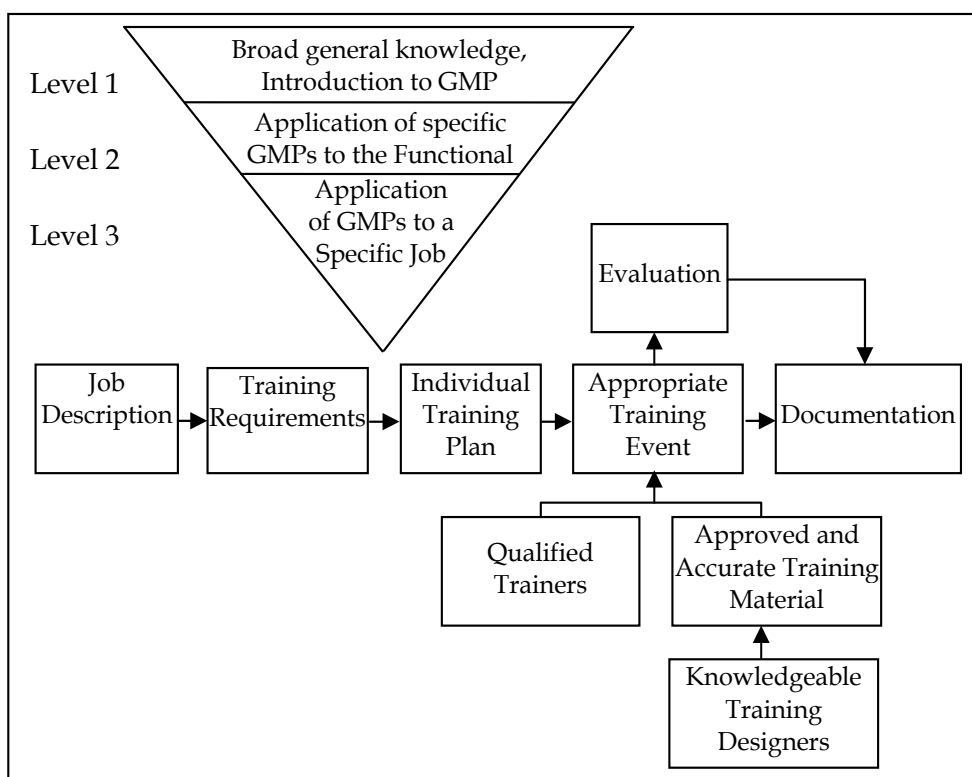 Level 1
Broad general knowledge,
Introduction to GMP
Level 2
Application of specific
GMPs to the Functional
Level 3
Application
of GMPs to a
Specific Job
Evaluation
Job
Description
Training
Requirements
Individual
Training
Plan
Appropriate
Training
Event
Documentation
Qualified
Trainers
Approved and
Accurate Training
Material
Knowledgeable
Training
Designers